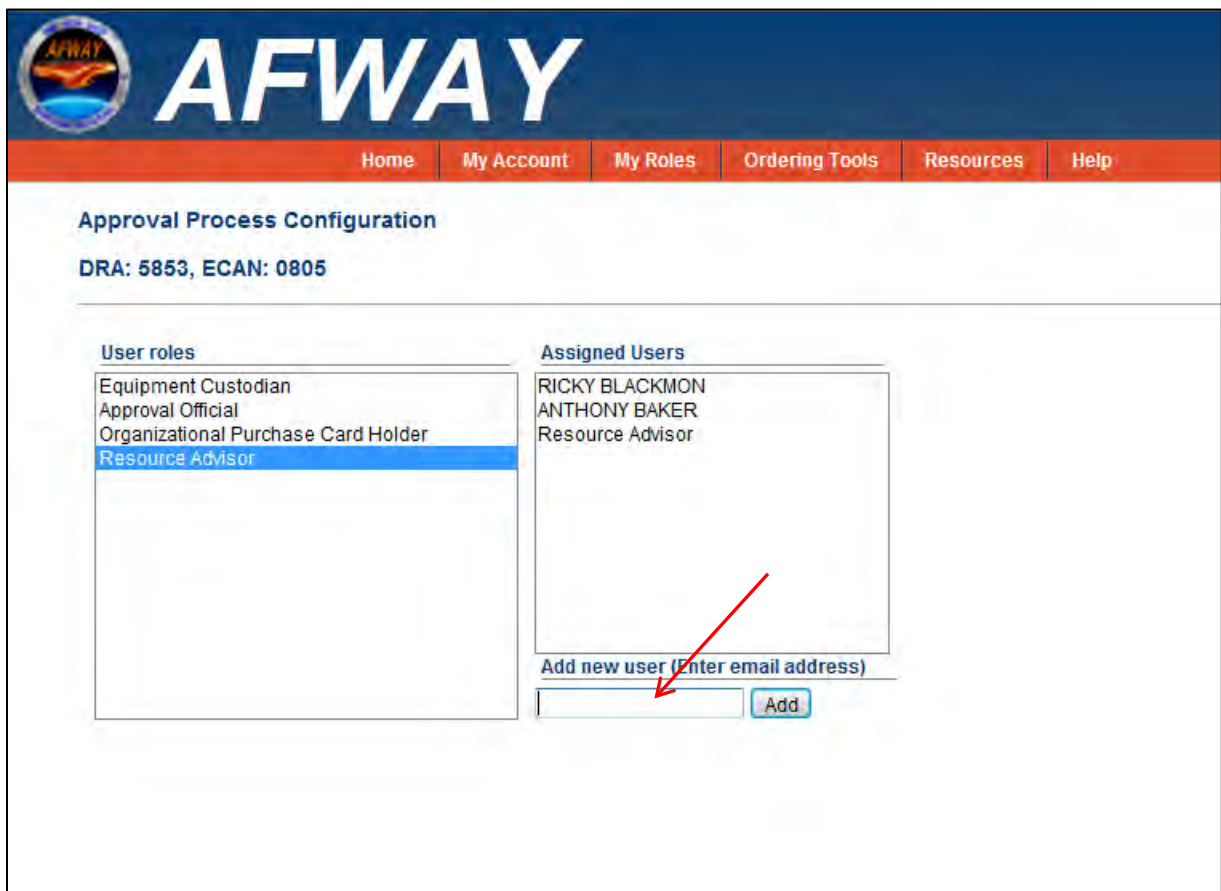 AFWAY
AFWAY
Home My Account My Roles Ordering Tools Resources Help
Approval Process Configuration
DRA: 5853, ECAN: 0805
User roles
Equipment Custodian
Approval Official
Organizational Purchase Card Holder
Resource Advisor
Assigned Users
RICKY BLACKMON
ANTHONY BAKER
Resource Advisor
Add new user (Enter email address)
Add